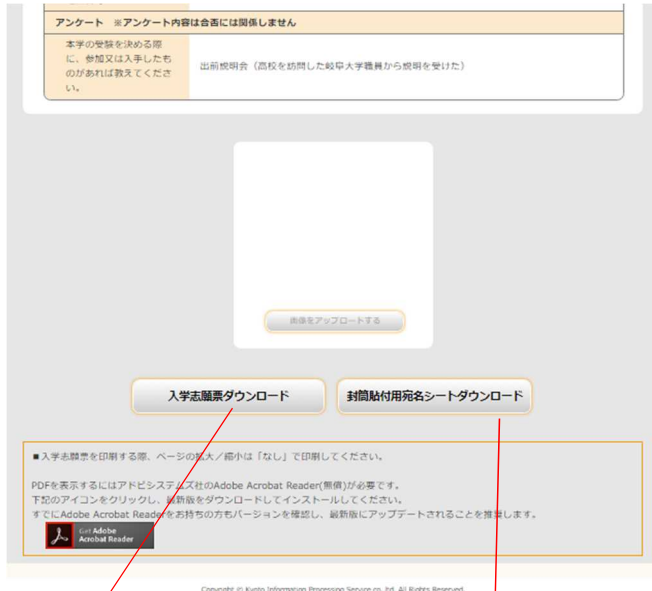 アンケート ※アンケート内容は合否には関係しません
本学の受験を決める際
に、参加又は入手したも
のがあれば教えてくださ
い。
出前説明会（高校を訪問した岐阜大学職員から説明を受けた）
画像をアップロードする
入学志願票ダウンロード
封筒貼付用宛名シートダウンロード
■入学志願票を印刷する際、ページの拡大／縮小は「なし」で印刷してください。
PDFを表示するにはアドビシステムズ社のAdobe Acrobat Reader(無償)が必要です。
下記のアイコンをクリックし、最新版をダウンロードしてインストールしてください。
すでにAdobe Acrobat Readerをお持ちの方もバージョンを確認し、最新版にアップデートされることを推奨します。
Get Adobe
Acrobat Reader
Copyright © Kyoto Information Processing Service co.,ltd. All Rights Reserved.